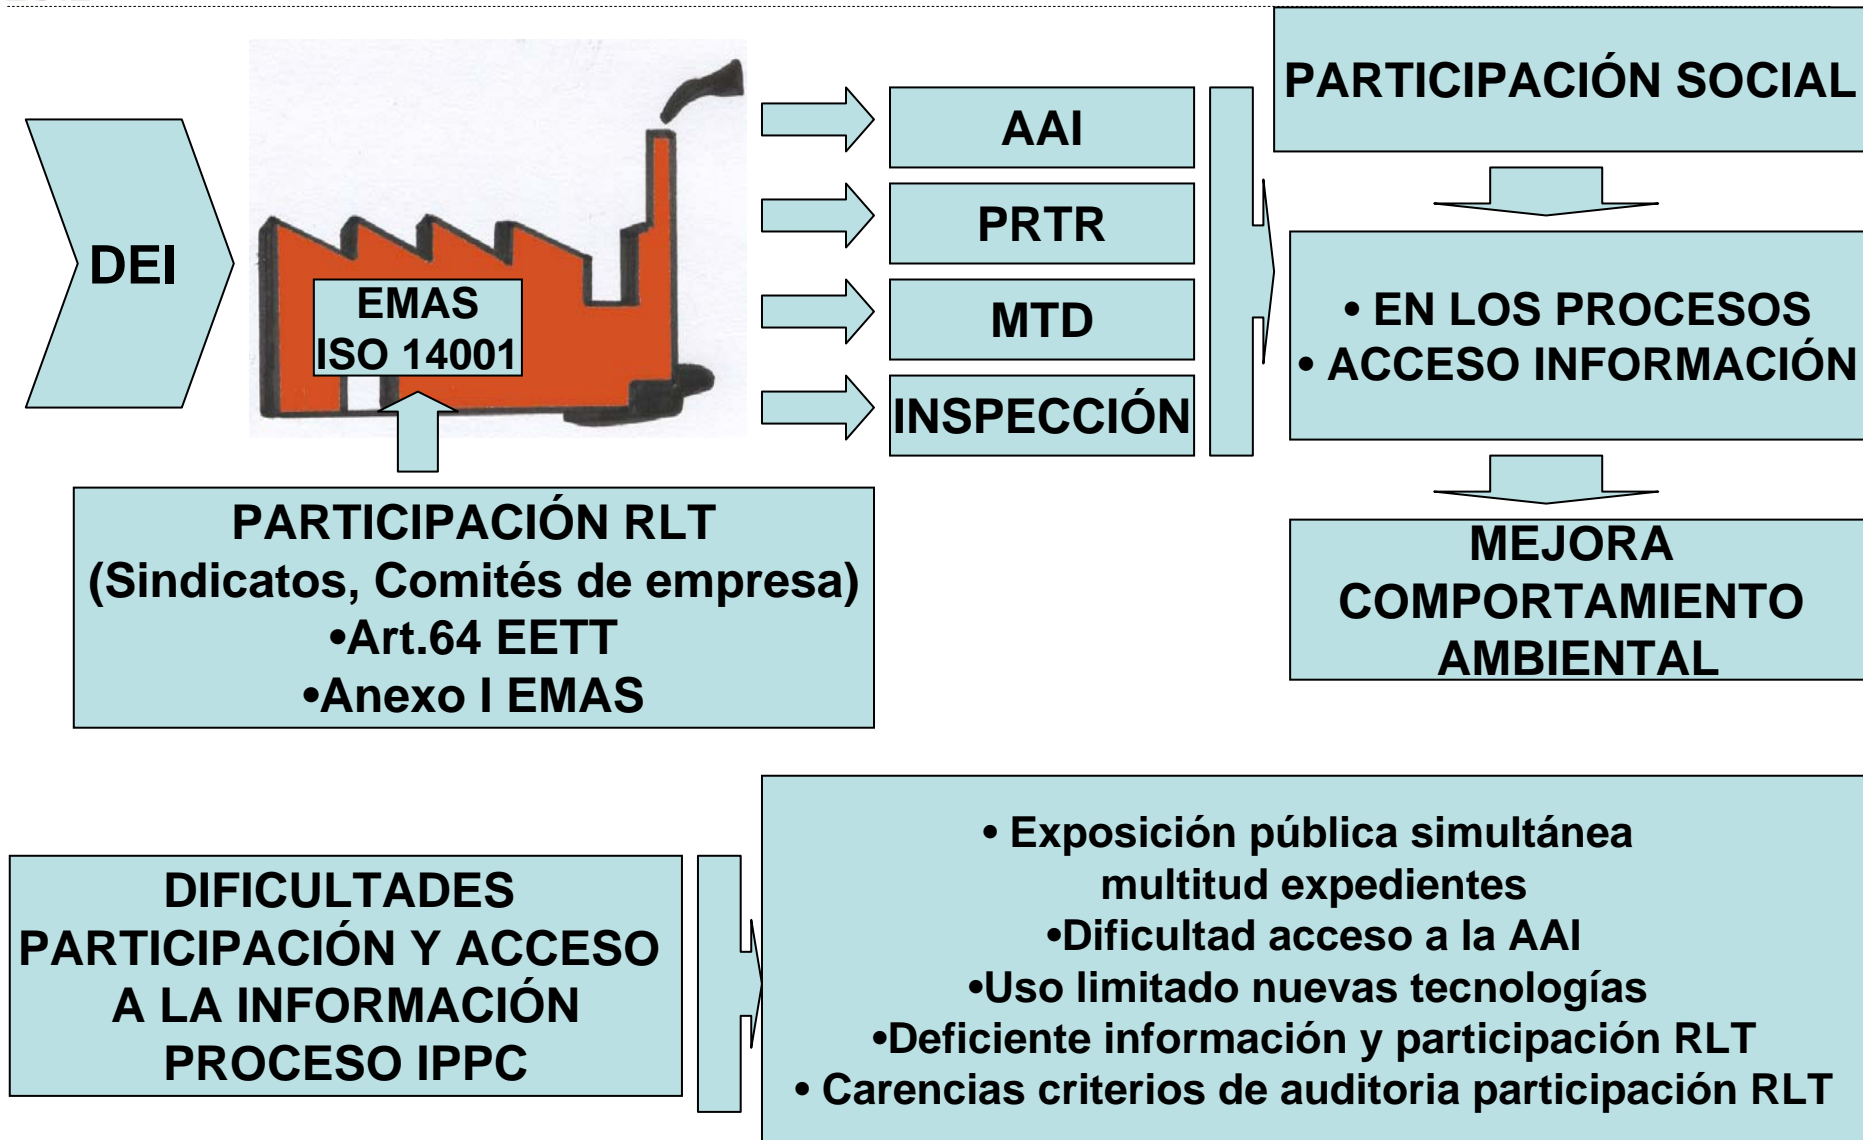 DEI
EMAS
ISO 14001
AAI
PRTR
MTD
INSPECCIÓN
PARTICIPACIÓN SOCIAL
• EN LOS PROCESOS
• ACCESO INFORMACIÓN
MEJORA
COMPORTAMIENTO
AMBIENTAL
PARTICIPACIÓN RLT
(Sindicatos, Comités de empresa)
•Art.64 EETT
•Anexo I EMAS
DIFICULTADES
PARTICIPACIÓN Y ACCESO
A LA INFORMACIÓN
PROCESO IPPC
• Exposición pública simultánea
multitud expedientes
•Dificultad acceso a la AAI
•Uso limitado nuevas tecnologías
•Deficiente información y participación RLT
• Carencias criterios de auditoria participación RLT